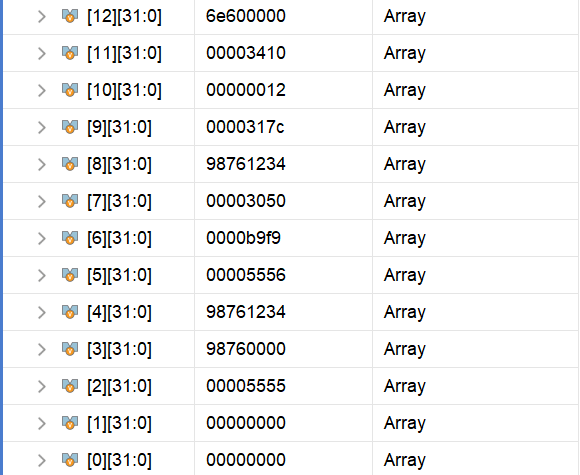 [12][31:0] 6e600000 Array
[11][31:0] 00003410 Array
[10][31:0] 00000012 Array
[9][31:0] 0000317c Array
[8][31:0] 98761234 Array
[7][31:0] 00003050 Array
[6][31:0] 0000b9f9 Array
[5][31:0] 00005556 Array
[4][31:0] 98761234 Array
[3][31:0] 98760000 Array
[2][31:0] 00005555 Array
[1][31:0] 00000000 Array
[0][31:0] 00000000 Array